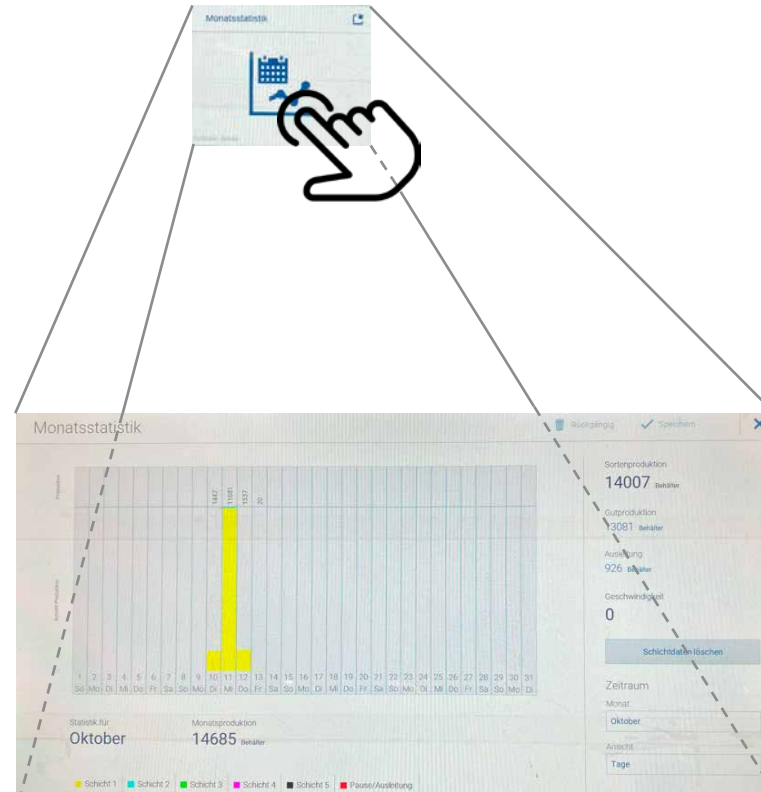 Monatsstatistik
Monatsstatistik
Rückgängig
Speichern
Produktion
1447
11681
1537
20
Schicht-Produktion
1 2 3 4 5 6 7 8 9 10 11 12 13 14 15 16 17 18 19 20 21 22 23 24 25 26 27 28 29 30 31
So Mo Di Mi Do Fr Sa So Mo Di Mi Do Fr Sa So Mo Di Mi Do Fr Sa So Mo Di Mi Do Fr Sa So Mo Di
Statistik für
Oktober
Monatsproduktion
14685 Behälter
Schicht 1 Schicht 2 Schicht 3 Schicht 4 Schicht 5 Pause/Ausleitung
Sortenproduktion
14007 Behälter
Gutproduktion
13081 Behälter
Ausleitung
926 Behälter
Geschwindigkeit
0
Schichtdaten löschen
Zeitraum
Monat
Oktober
Ansicht
Tage